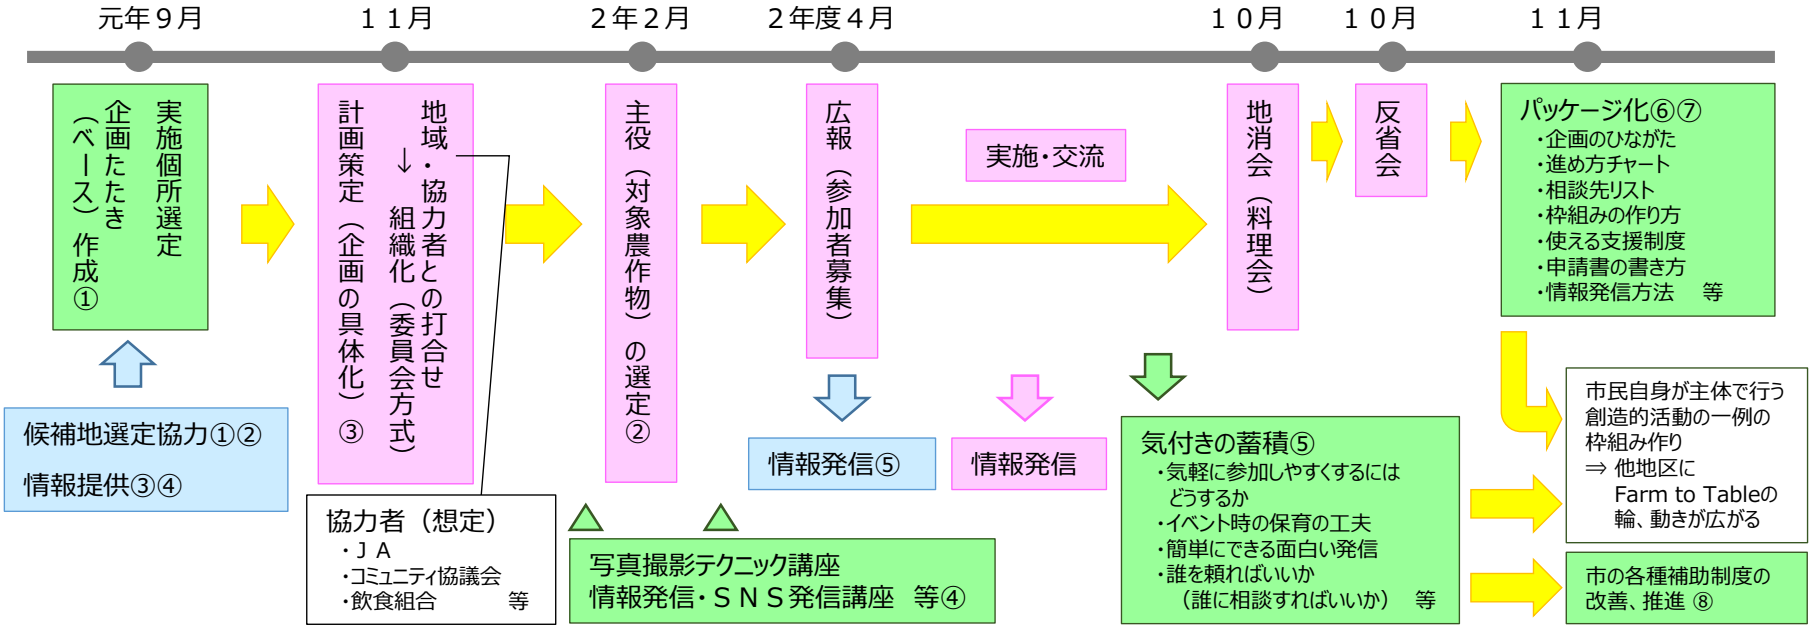 元年９月
１１月
２年２月
２年度４月
１０月
１０月
１１月
実施個所選定
企画たたき
（ベース）作成①
地域・協力者との打合せ
↓ 組織化（委員会方式）
計画策定（企画の具体化）③
主役（対象農作物）の選定②
広報（参加者募集）
実施・交流
地消会（料理会）
反省会
パッケージ化⑥⑦
・企画のひながた
・進め方チャート
・相談先リスト
・枠組みの作り方
・使える支援制度
・申請書の書き方
・情報発信方法　等
候補地選定協力①②
情報提供③④
協力者（想定）
・ＪＡ
・コミュニティ協議会
・飲食組合　等
情報発信⑤
情報発信
写真撮影テクニック講座
情報発信・ＳＮＳ発信講座　等④
気付きの蓄積⑤
・気軽に参加しやすくするには
どうするか
・イベント時の保育の工夫
・簡単にできる面白い発信
・誰を頼ればいいか
（誰に相談すればいいか）　等
市民自身が主体で行う
創造的活動の一例の
枠組み作り
⇒ 他地区に
Farm to Tableの
輪、動きが広がる
市の各種補助制度の
改善、推進 ⑧